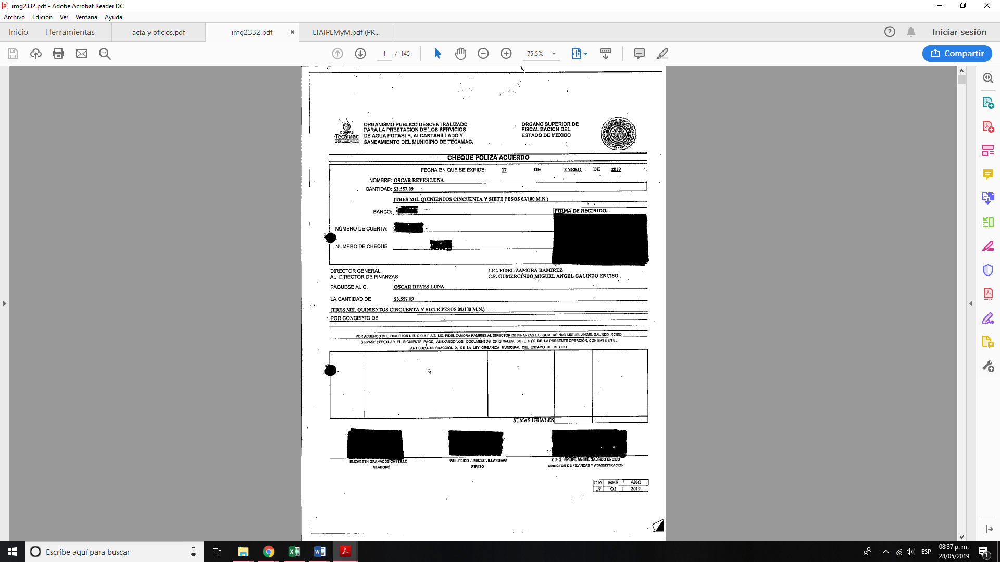 img2332.pdf - Adobe Acrobat Reader DC
Archivo Edición Ver Ventana Ayuda
Inicio Herramientas acta y oficios.pdf img2332.pdf × LTAIPEMyM.pdf (PR... Iniciar sesión
1 / 145 75.5% Compartir
ODAPAS
Tecámac
ORGANISMO PUBLICO DESCENTRALIZADO
PARA LA PRESTACION DE LOS SERVICIOS
DE AGUA POTABLE, ALCANTARILLADO Y
SANEAMIENTO DEL MUNICIPIO DE TECAMAC.
ORGANO SUPERIOR DE
FISCALIZACION DEL
ESTADO DE MEXICO
CHEQUE POLIZA ACUERDO
FECHA EN QUE SE EXPIDE: 17 DE ENERO DE 2019
NOMBRE: OSCAR REYES LUNA
CANTIDAD: $3,557.09
(TRES MIL QUINIENTOS CINCUENTA Y SIETE PESOS 09/100 M.N.)
BANCO:
FIRMA DE RECIBIDO.
NÚMERO DE CUENTA:
NUMERO DE CHEQUE
DIRECTOR GENERAL LIC. FIDEL ZAMORA RAMIREZ
AL DIRECTOR DE FINANZAS C.P. GUMERCINDO MIGUEL ANGEL GALINDO ENCISO
PAGUESE AL C. OSCAR REYES LUNA
LA CANTIDAD DE $3,557.09
(TRES MIL QUINIENTOS CINCUENTA Y SIETE PESOS 09/100 M.N.)
POR CONCEPTO DE:
POR ACUERDO DEL DIRECTOR DEL O.D.A.P.A.Z. LIC. FIDEL ZAMORA RAMIREZ AL DIRECTOR DE FINANZAS L.C. GUMERCINDO MIGUEL ANGEL GALINDO INCISO,
SIRVASE EFECTUAR EL SIGUIENTE PAGO, ANEXANDO LOS DOCUMENTOS ORIGINALES, SOPORTES DE LA PRESENTE OPERCIÓN, CON BASE EN EL
ARTICULO 48 FRACCIÓN X, DE LA LEY ORGANICA MUNICIPAL DEL ESTADO DE MEXICO.
SUMAS IGUALES
ELIZABETH GRANADOS CASTILLO
ELABORÓ
WUILFRIDO JIMENEZ VILLANUEVA
REVISÓ
C.P G. MIGUEL ANGEL GALINDO ENCISO
DIRECTOR DE FINANZAS Y ADMINISTRACION
DIA MES AÑO
17 O1 2019
Escribe aquí para buscar
ESP
08:37 p. m.
28/05/2019
1